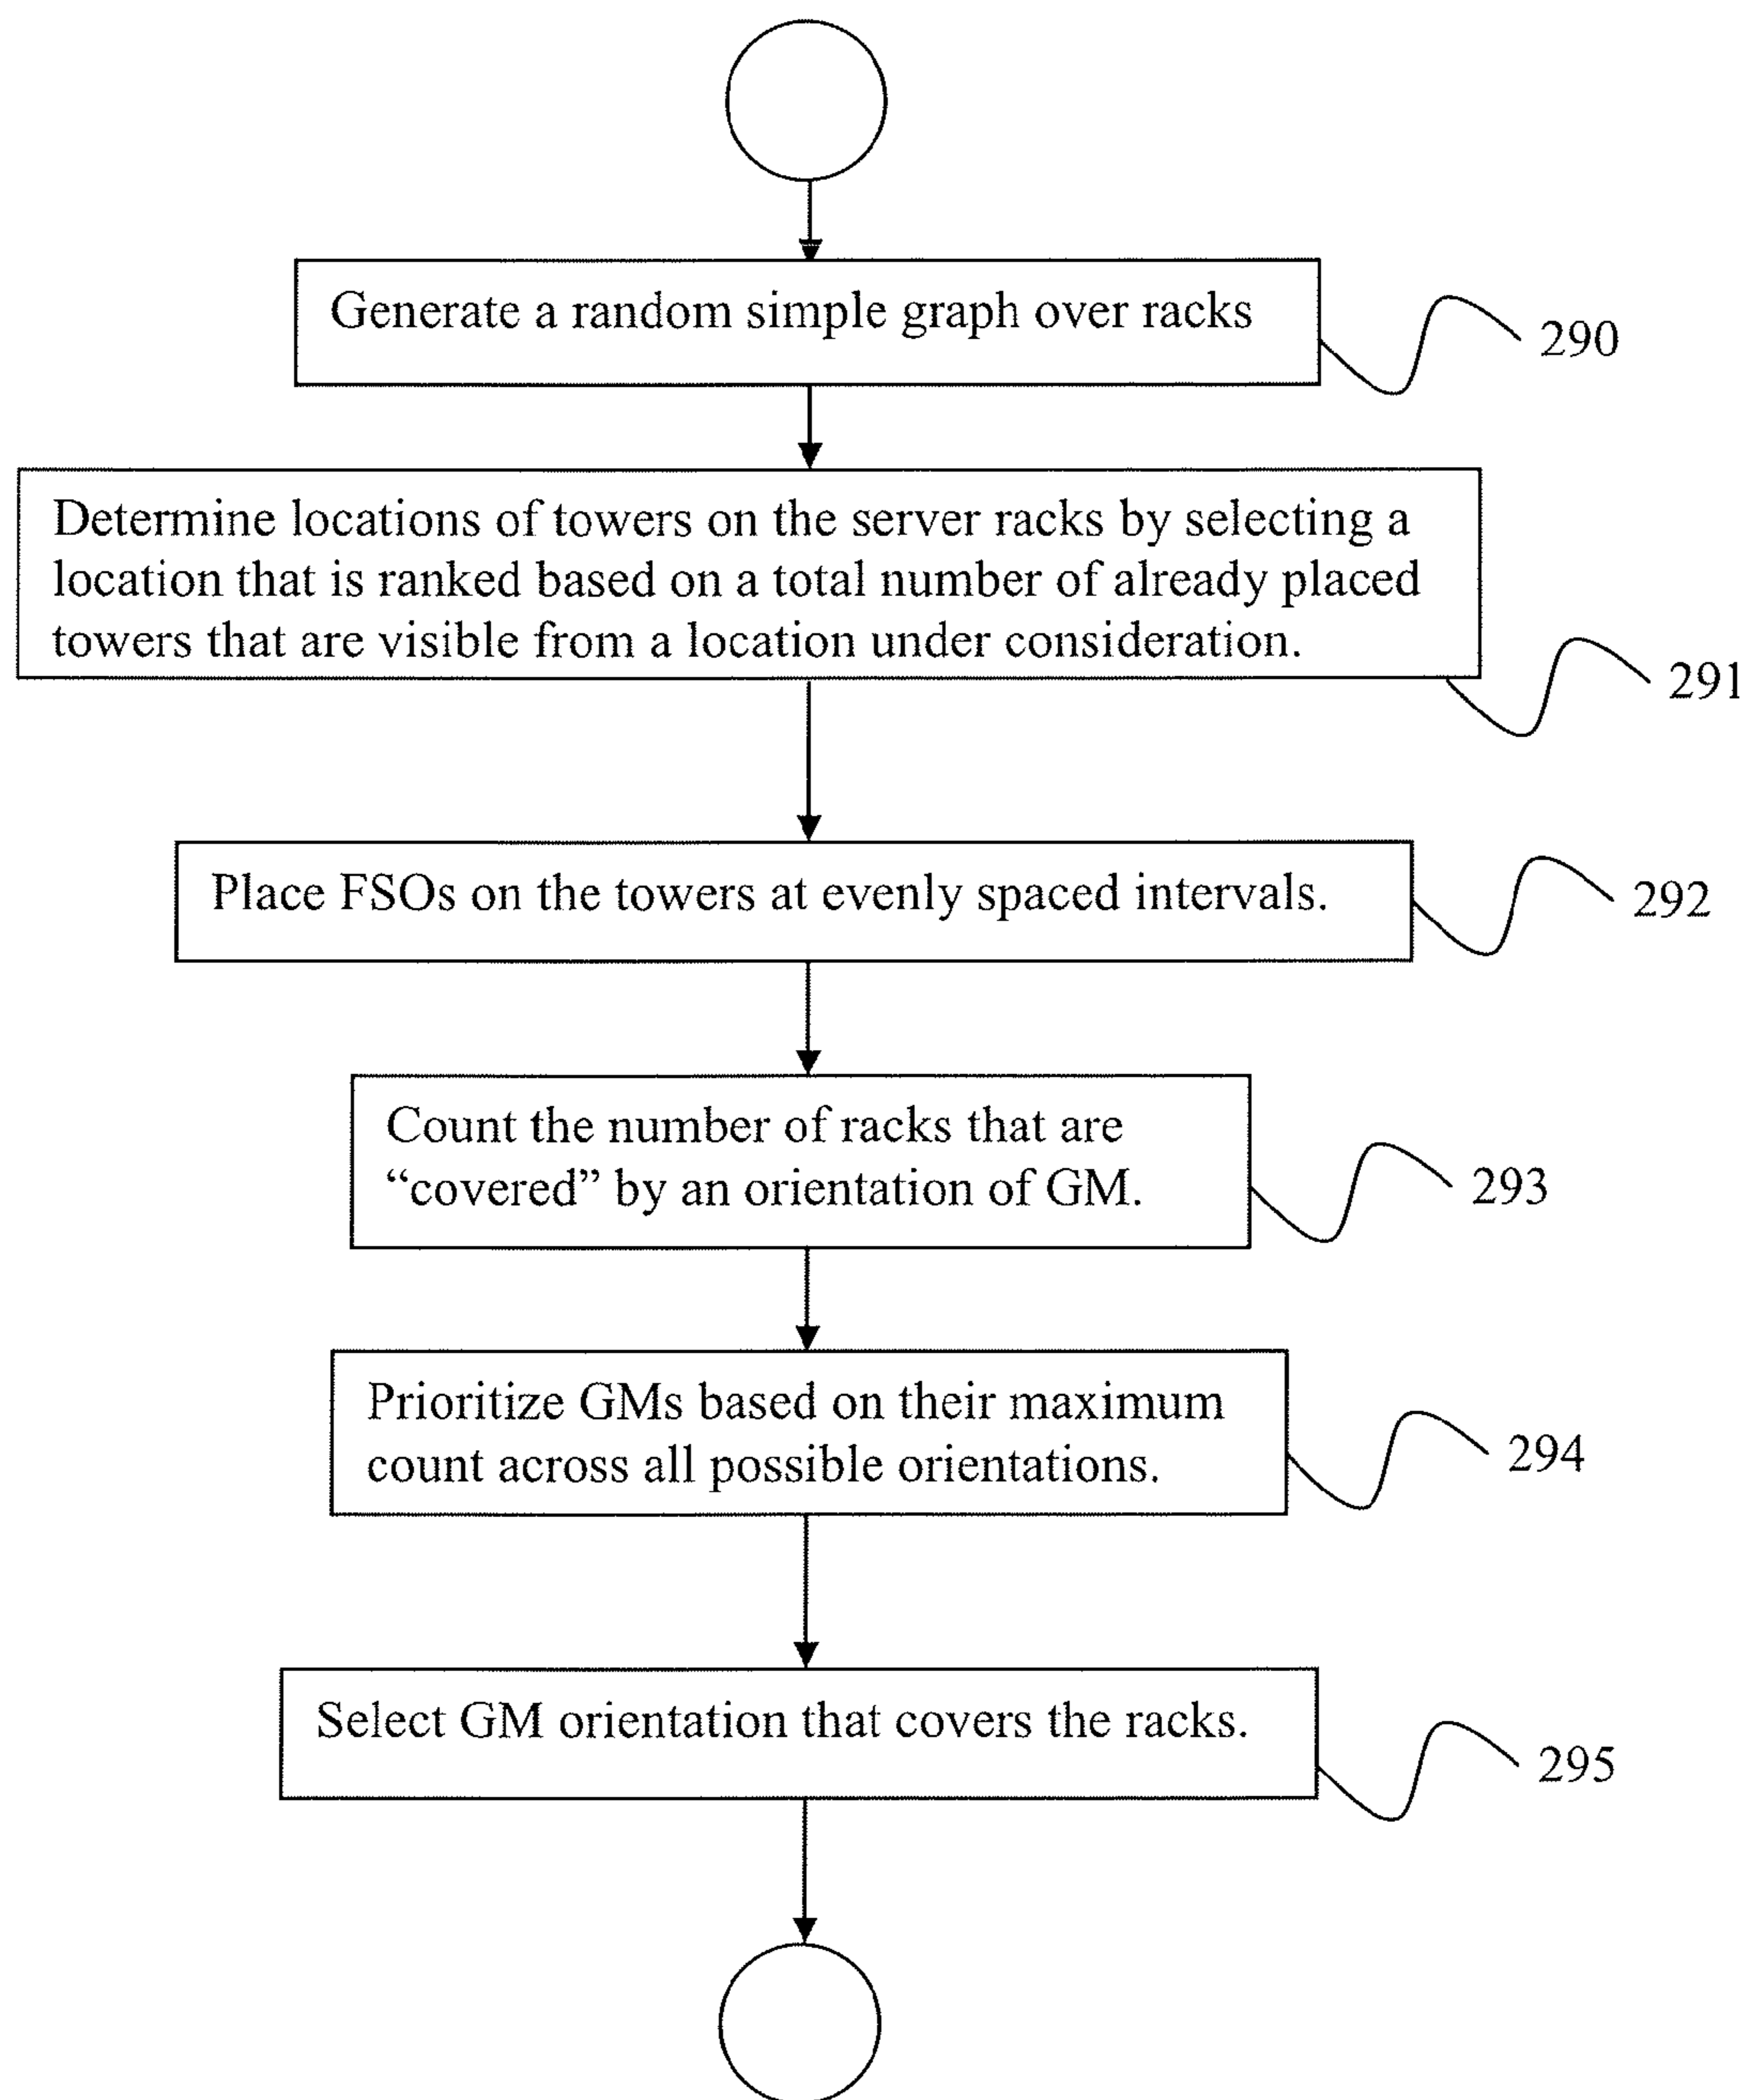 Generate a random simple graph over racks
290
Determine locations of towers on the server racks by selecting a
location that is ranked based on a total number of already placed
towers that are visible from a location under consideration.
291
Place FSOs on the towers at evenly spaced intervals.
292
Count the number of racks that are
“covered” by an orientation of GM.
293
Prioritize GMs based on their maximum
count across all possible orientations.
294
Select GM orientation that covers the racks.
295